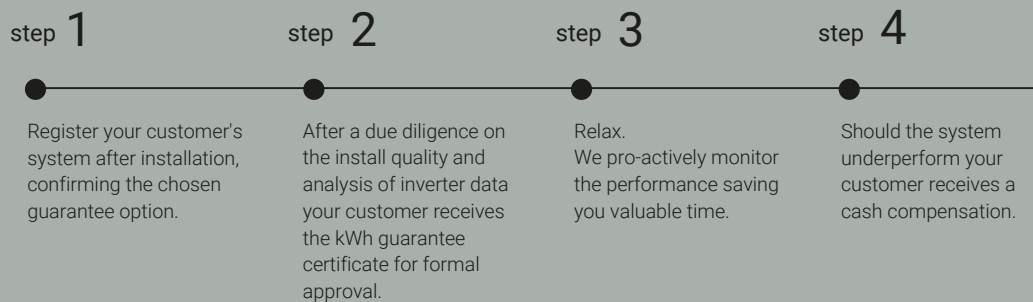 step 1
Register your customer's
system after installation,
confirming the chosen
guarantee option.
step 2
After a due diligence on
the install quality and
analysis of inverter data
your customer receives
the kWh guarantee
certificate for formal
approval.
step 3
Relax.
We pro-actively monitor
the performance saving
you valuable time.
step 4
Should the system
underperform your
customer receives a
cash compensation.